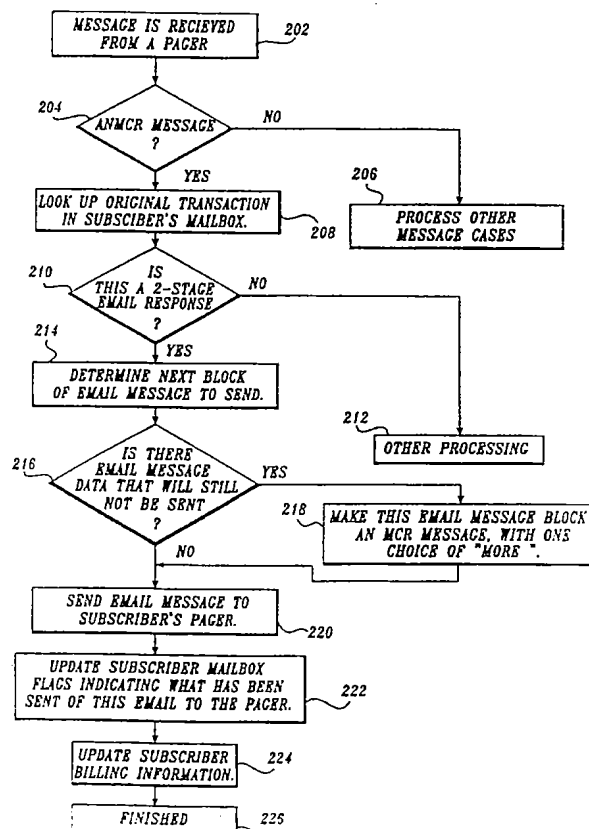 MESSAGE IS RECIEVED
FROM A PAGER
202
204
ANMCR MESSAGE
?
NO
YES
206
PROCESS OTHER
MESSAGE CASES
LOOK UP ORIGINAL TRANSACTION
IN SUBSCIBER'S MAILBOX.
208
210
IS
THIS A 2-STAGE
EMAIL RESPONSE
?
NO
YES
214
DETERMINE NEXT BLOCK
OF EMAIL MESSAGE TO SEND.
212
OTHER PROCESSING
216
IS THERE
EMAIL MESSAGE
DATA THAT WILL STILL
NOT BE SENT
?
YES
NO
218
MAKE THIS EMAIL MESSAGE BLOCK
AN MCR MESSAGE, WITH ONE
CHOICE OF "MORE ".
SEND EMAIL MESSAGE TO
SUBSCRIBER'S PAGER.
220
UPDATE SUBSCRIBER MAILBOX
FLAGS INDICATING WHAT HAS BEEN
SENT OF THIS EMAIL TO THE PAGER.
222
UPDATE SUBSCRIBER
BILLING INFORMATION.
224
FINISHED
226